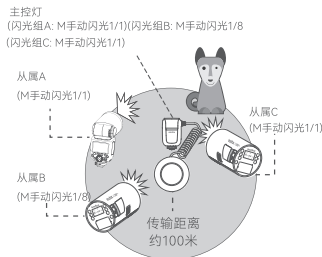 主控灯
(闪光组A: M手动闪光1/1)(闪光组B: M手动闪光1/8
(闪光组C: M手动闪光1/1)
从属A
(M手动闪光1/1)
从属C
(M手动闪光1/1)
从属B
(M手动闪光1/8)
传输距离
约100米